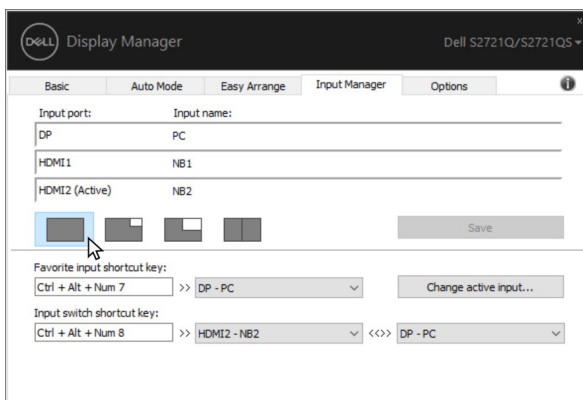 DELL Display Manager
Dell S2721Q/S2721QS
Basic Auto Mode Easy Arrange Input Manager Options
Input port: Input name:
DP PC
HDMI1 NB1
HDMI2 (Active) NB2
Save
Favorite input shortcut key:
Ctrl + Alt + Num 7 >> DP - PC Change active input...
Input switch shortcut key:
Ctrl + Alt + Num 8 >> HDMI2 - NB2 <<>> DP - PC